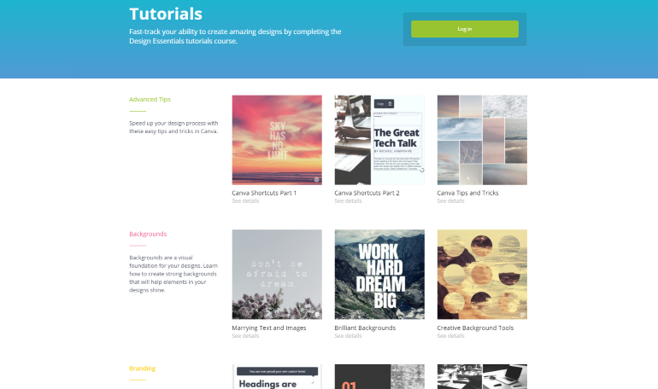 Tutorials
Fast-track your ability to create amazing designs by completing the
Design Essentials tutorials course.
Log in
Advanced Tips
Speed up your design process with
these easy tips and tricks in Canva.
SKY
HAS
NO
LIMIT
The Great
Tech Talk
Canva Shortcuts Part 1
See details
Canva Shortcuts Part 2
See details
Canva Tips and Tricks
See details
Backgrounds
Backgrounds are a visual
foundation for your designs. Learn
how to create strong backgrounds
that will help elements in your
designs shine.
don't be
afraid to
dream
WORK
HARD
DREAM
BIG
Marrying Text and Images
See details
Brilliant Backgrounds
See details
Creative Background Tools
See details
Branding
Headings are
01